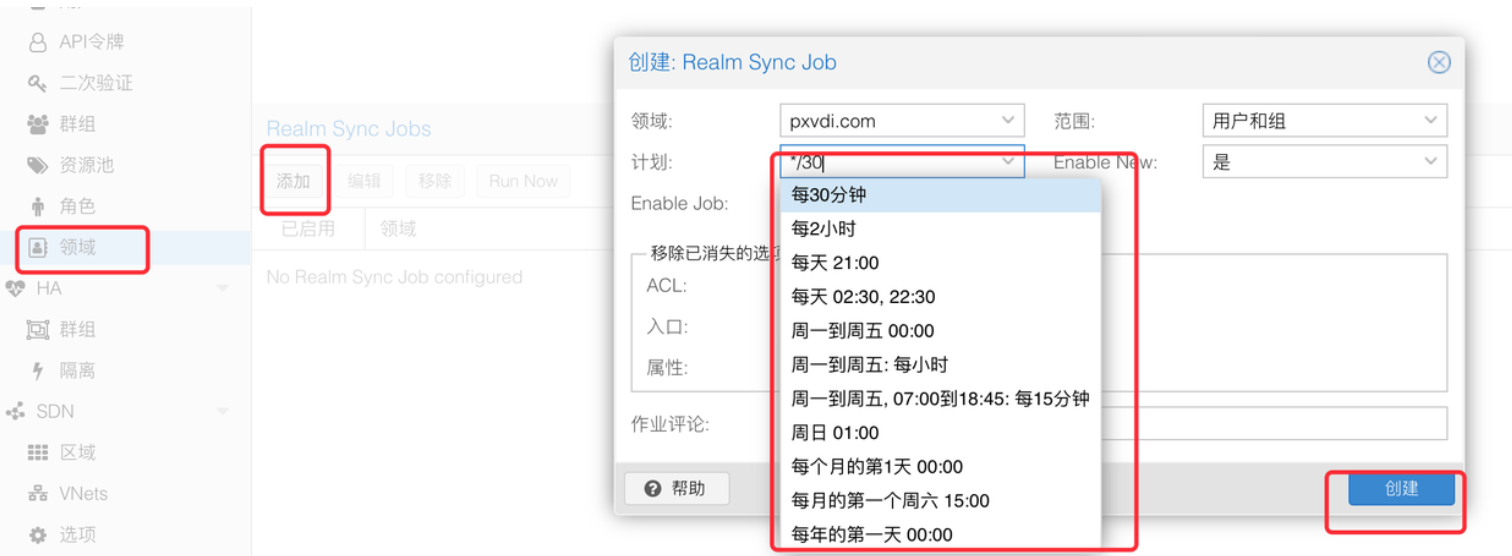 API令牌
二次验证
群组
资源池
角色
领域
HA
群组
隔离
SDN
区域
VNets
选项
Realm Sync Jobs
添加 编辑 移除 Run Now
已启用 领域
No Realm Sync Job configured
创建: Realm Sync Job
领域: pxvdi.com 范围: 用户和组
计划: */30 Enable New: 是
Enable Job:
移除已消失的选
ACL:
入口:
属性:
作业评论:
每30分钟
每2小时
每天 21:00
每天 02:30, 22:30
周一到周五 00:00
周一到周五: 每小时
周一到周五, 07:00到18:45: 每15分钟
周日 01:00
每个月的第1天 00:00
每月的第一个周六 15:00
每年的第一天 00:00
帮助 创建